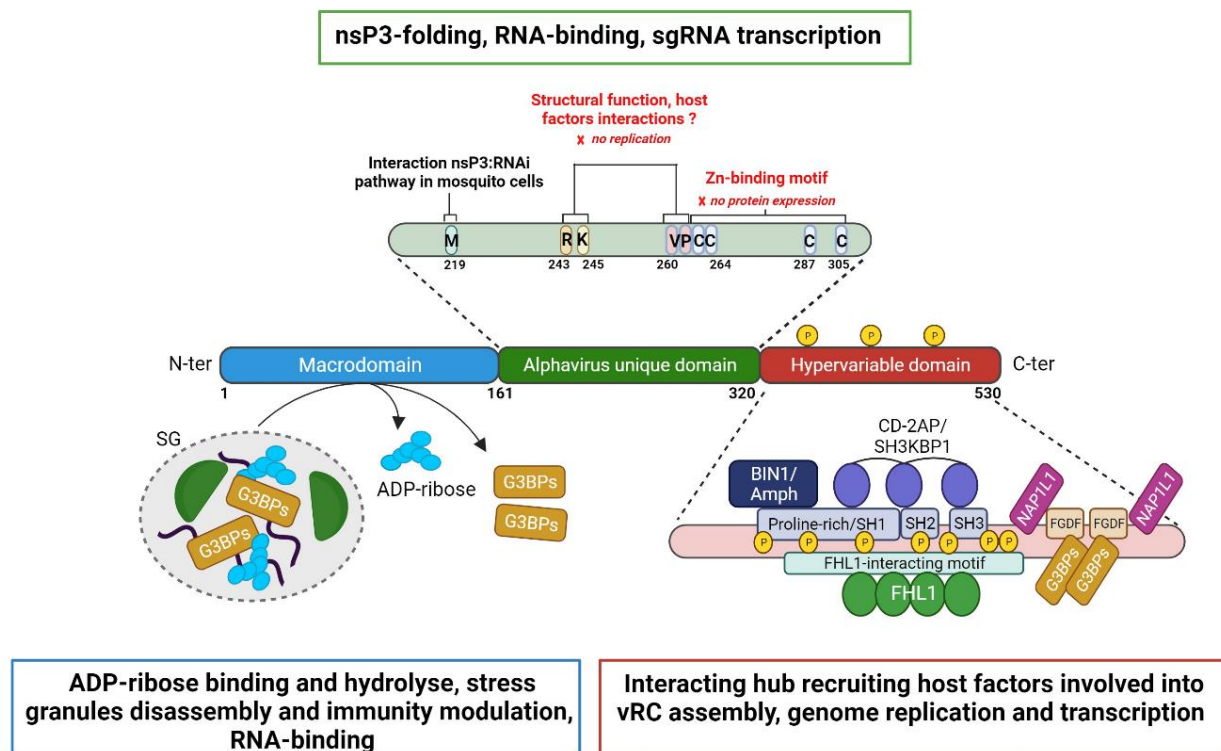 nsP3-folding, RNA-binding, sgRNA transcription
Structural function, host
factors interactions ?
✘ no replication
Interaction nsP3:RNAi
pathway in mosquito cells
Zn-binding motif
✘ no protein expression
M R K V P C C C C
219 243 245 260 264 287 305
P P P
N-ter Macrodomain Alphavirus unique domain Hypervariable domain C-ter
1 161 320 530
SG
G3BPs
G3BPs
ADP-ribose
G3BPs
G3BPs
CD-2AP/
SH3KBP1
BIN1/
Amph
NAP1L1
NAP1L1
Proline-rich/SH1 SH2 SH3 FGDF FGDF
P P P P P P P
FHL1-interacting motif
G3BPs G3BPs
FHL1
ADP-ribose binding and hydrolyse, stress
granules disassembly and immunity modulation,
RNA-binding
Interacting hub recruiting host factors involved into
vRC assembly, genome replication and transcription